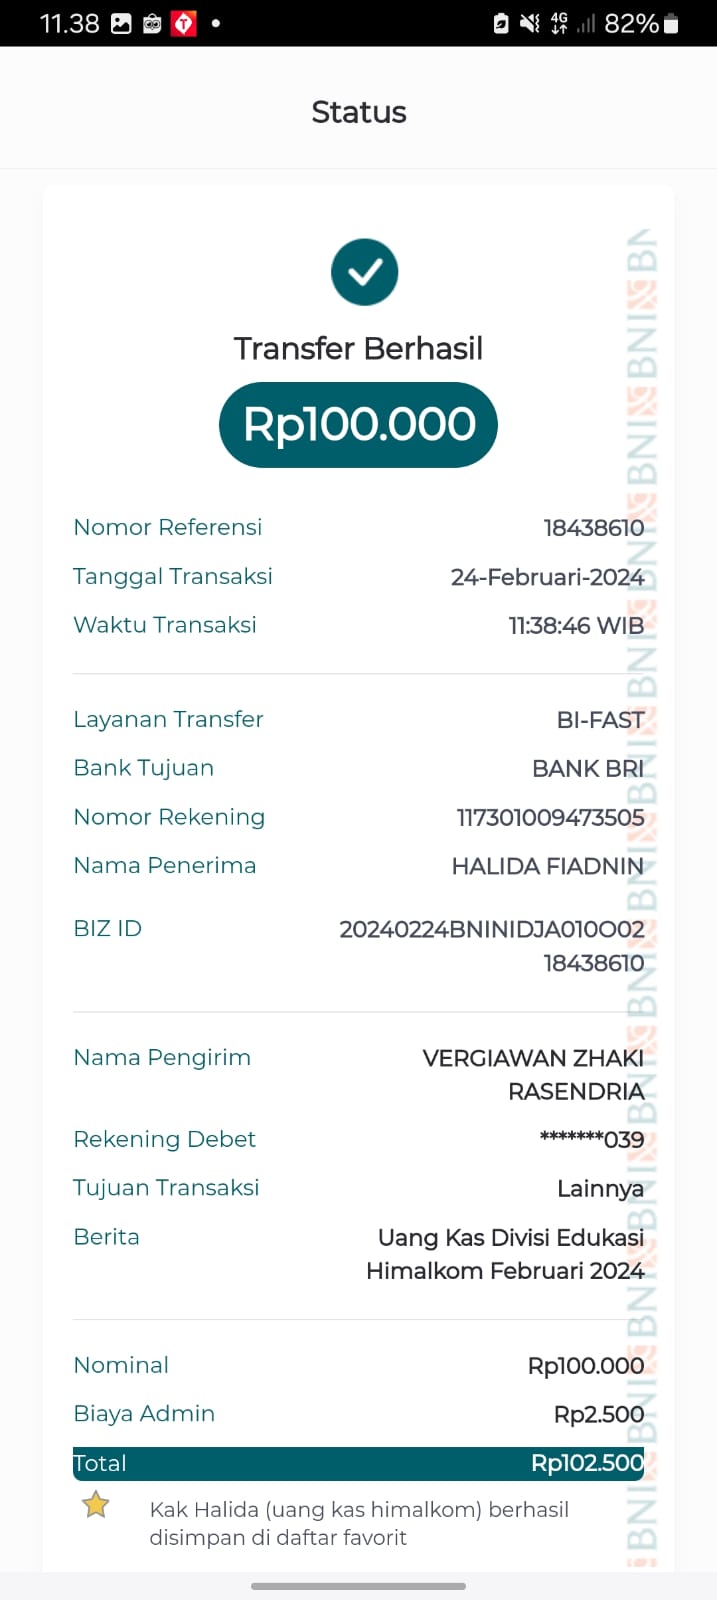 11.38 82%
4G
Status
Transfer Berhasil
Rp100.000
Nomor Referensi 18438610
Tanggal Transaksi 24-Februari-2024
Waktu Transaksi 11:38:46 WIB
Layanan Transfer BI-FAST
Bank Tujuan BANK BRI
Nomor Rekening 117301009473505
Nama Penerima HALIDA FIADNIN
BIZ ID 20240224BNINIDJA010O02
18438610
Nama Pengirim VERGIAWAN ZHAKI
RASENDRIA
Rekening Debet *******039
Tujuan Transaksi Lainnya
Berita Uang Kas Divisi Edukasi
Himalkom Februari 2024
Nominal Rp100.000
Biaya Admin Rp2.500
Total Rp102.500
Kak Halida (uang kas himalkom) berhasil
disimpan di daftar favorit
BNI BNI BNI BNI BNI BNI BNI BNI BNI BNI BNI BNI BN